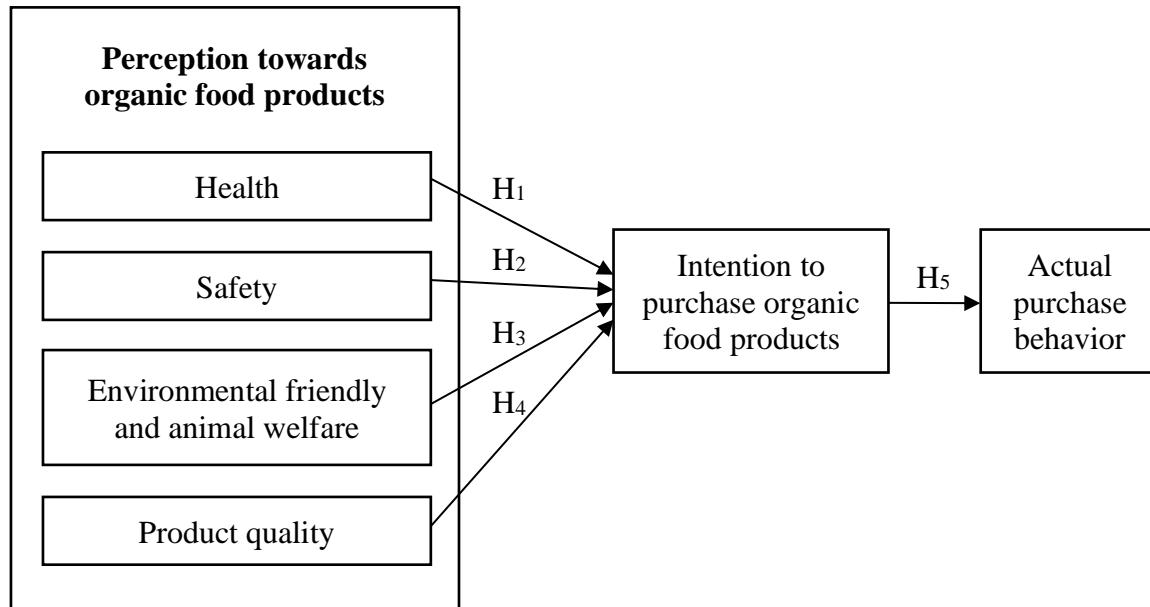 Perception towards
organic food products
Health
Safety
Environmental friendly
and animal welfare
Product quality
H1
H2
H3
H4
Intention to
purchase organic
food products
H5
Actual
purchase
behavior